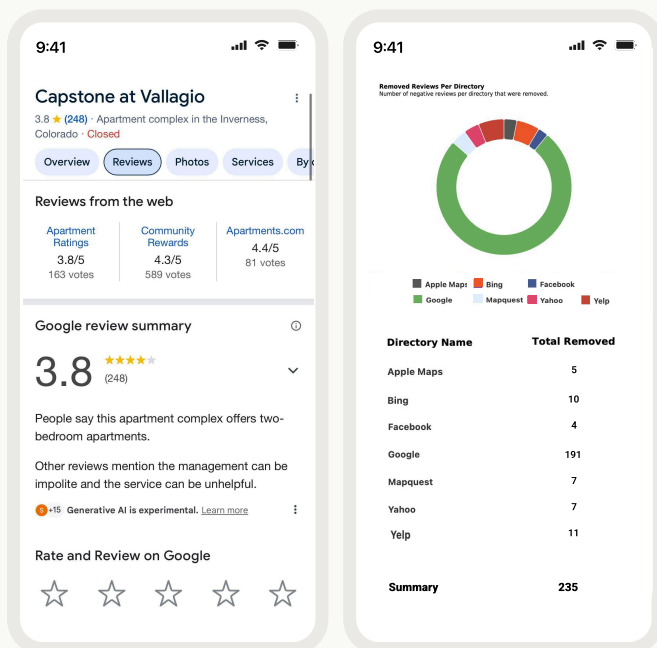 9:41
Capstone at Vallagio
3.8 ★ (248) · Apartment complex in the Inverness,
Colorado · Closed
Overview
Reviews
Photos
Services
By
Reviews from the web
Apartment
Ratings
3.8/5
163 votes
Community
Rewards
4.3/5
589 votes
Apartments.com
4.4/5
81 votes
Google review summary
3.8
(248)
People say this apartment complex offers two-
bedroom apartments.
Other reviews mention the management can be
impolite and the service can be unhelpful.
S +15 Generative AI is experimental. Learn more
Rate and Review on Google
9:41
Removed Reviews Per Directory
Number of negative reviews per directory that were removed.
Apple Maps Bing Facebook
Google Mapquest Yahoo Yelp
Directory Name Total Removed
Apple Maps 5
Bing 10
Facebook 4
Google 191
Mapquest 7
Yahoo 7
Yelp 11
Summary 235